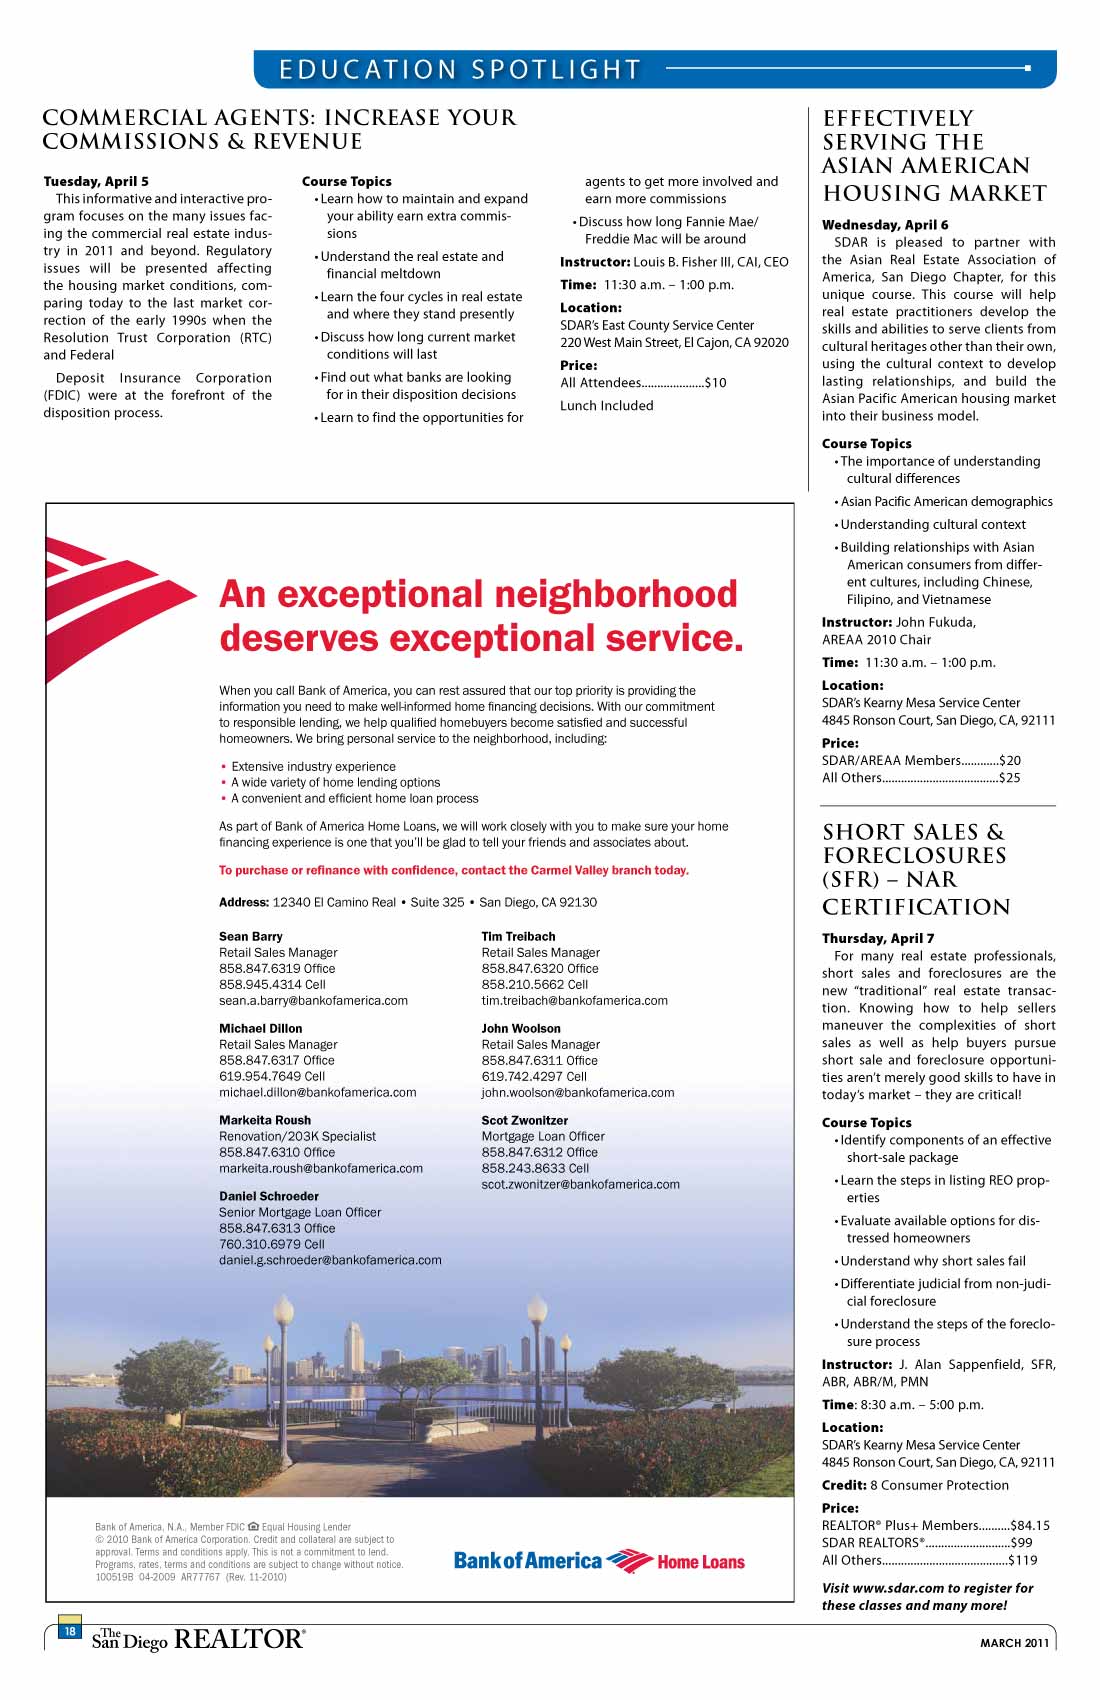 EDUCATION SPOTLIGHT
COMMERCIAL AGENTS: INCREASE YOUR
COMMISSIONS & REVENUE
Tuesday, April 5
This informative and interactive pro-
gram focuses on the many issues fac-
ing the commercial real estate indus-
try in 2011 and beyond. Regulatory
issues will be presented affecting
the housing market conditions, com-
paring today to the last market cor-
rection of the early 1990s when the
Resolution Trust Corporation (RTC)
and Federal
Deposit Insurance Corporation
(FDIC) were at the forefront of the
disposition process.
Course Topics
• Learn how to maintain and expand
your ability earn extra commis-
sions
• Understand the real estate and
financial meltdown
• Learn the four cycles in real estate
and where they stand presently
• Discuss how long current market
conditions will last
• Find out what banks are looking
for in their disposition decisions
• Learn to find the opportunities for
agents to get more involved and
earn more commissions
• Discuss how long Fannie Mae/
Freddie Mac will be around
Instructor: Louis B. Fisher III, CAI, CEO
Time: 11:30 a.m. – 1:00 p.m.
Location:
SDAR's East County Service Center
220 West Main Street, El Cajon, CA 92020
Price:
All Attendees....................$10
Lunch Included
EFFECTIVELY
SERVING THE
ASIAN AMERICAN
HOUSING MARKET
Wednesday, April 6
SDAR is pleased to partner with
the Asian Real Estate Association of
America, San Diego Chapter, for this
unique course. This course will help
real estate practitioners develop the
skills and abilities to serve clients from
cultural heritages other than their own,
using the cultural context to develop
lasting relationships, and build the
Asian Pacific American housing market
into their business model.
Course Topics
• The importance of understanding
cultural differences
• Asian Pacific American demographics
• Understanding cultural context
• Building relationships with Asian
American consumers from differ-
ent cultures, including Chinese,
Filipino, and Vietnamese
Instructor: John Fukuda,
AREAA 2010 Chair
Time: 11:30 a.m. – 1:00 p.m.
Location:
SDAR's Kearny Mesa Service Center
4845 Ronson Court, San Diego, CA, 92111
Price:
SDAR/AREAA Members............$20
All Others.....................................$25
SHORT SALES &
FORECLOSURES
(SFR) – NAR
CERTIFICATION
Thursday, April 7
For many real estate professionals,
short sales and foreclosures are the
new “traditional” real estate transac-
tion. Knowing how to help sellers
maneuver the complexities of short
sales as well as help buyers pursue
short sale and foreclosure opportuni-
ties aren't merely good skills to have in
today's market – they are critical!
Course Topics
• Identify components of an effective
short-sale package
• Learn the steps in listing REO prop-
erties
• Evaluate available options for dis-
tressed homeowners
• Understand why short sales fail
• Differentiate judicial from non-judi-
cial foreclosure
• Understand the steps of the foreclo-
sure process
Instructor: J. Alan Sappenfield, SFR,
ABR, ABR/M, PMN
Time: 8:30 a.m. – 5:00 p.m.
Location:
SDAR's Kearny Mesa Service Center
4845 Ronson Court, San Diego, CA, 92111
Credit: 8 Consumer Protection
Price:
REALTOR® Plus+ Members..........$84.15
SDAR REALTORS®...........................$99
All Others........................................$119
Visit www.sdar.com to register for
these classes and many more!
An exceptional neighborhood
deserves exceptional service.
When you call Bank of America, you can rest assured that our top priority is providing the
information you need to make well-informed home financing decisions. With our commitment
to responsible lending, we help qualified homebuyers become satisfied and successful
homeowners. We bring personal service to the neighborhood, including:
• Extensive industry experience
• A wide variety of home lending options
• A convenient and efficient home loan process
As part of Bank of America Home Loans, we will work closely with you to make sure your home
financing experience is one that you'll be glad to tell your friends and associates about.
To purchase or refinance with confidence, contact the Carmel Valley branch today.
Address: 12340 El Camino Real • Suite 325 • San Diego, CA 92130
Sean Barry
Retail Sales Manager
858.847.6319 Office
858.945.4314 Cell
sean.a.barry@bankofamerica.com
Michael Dillon
Retail Sales Manager
858.847.6317 Office
619.954.7649 Cell
michael.dillon@bankofamerica.com
Markeita Roush
Renovation/203K Specialist
858.847.6310 Office
markeita.roush@bankofamerica.com
Daniel Schroeder
Senior Mortgage Loan Officer
858.847.6313 Office
760.310.6979 Cell
daniel.g.schroeder@bankofamerica.com
Tim Treibach
Retail Sales Manager
858.847.6320 Office
858.210.5662 Cell
tim.treibach@bankofamerica.com
John Woolson
Retail Sales Manager
858.847.6311 Office
619.742.4297 Cell
john.woolson@bankofamerica.com
Scot Zwonitzer
Mortgage Loan Officer
858.847.6312 Office
858.243.8633 Cell
scot.zwonitzer@bankofamerica.com
Bank of America, N.A., Member FDIC Equal Housing Lender
© 2010 Bank of America Corporation. Credit and collateral are subject to
approval. Terms and conditions apply. This is not a commitment to lend.
Programs, rates, terms and conditions are subject to change without notice.
100519B 04-2009 AR77767 (Rev. 11-2010)
Bank of America Home Loans
18
The San Diego REALTOR®
MARCH 2011